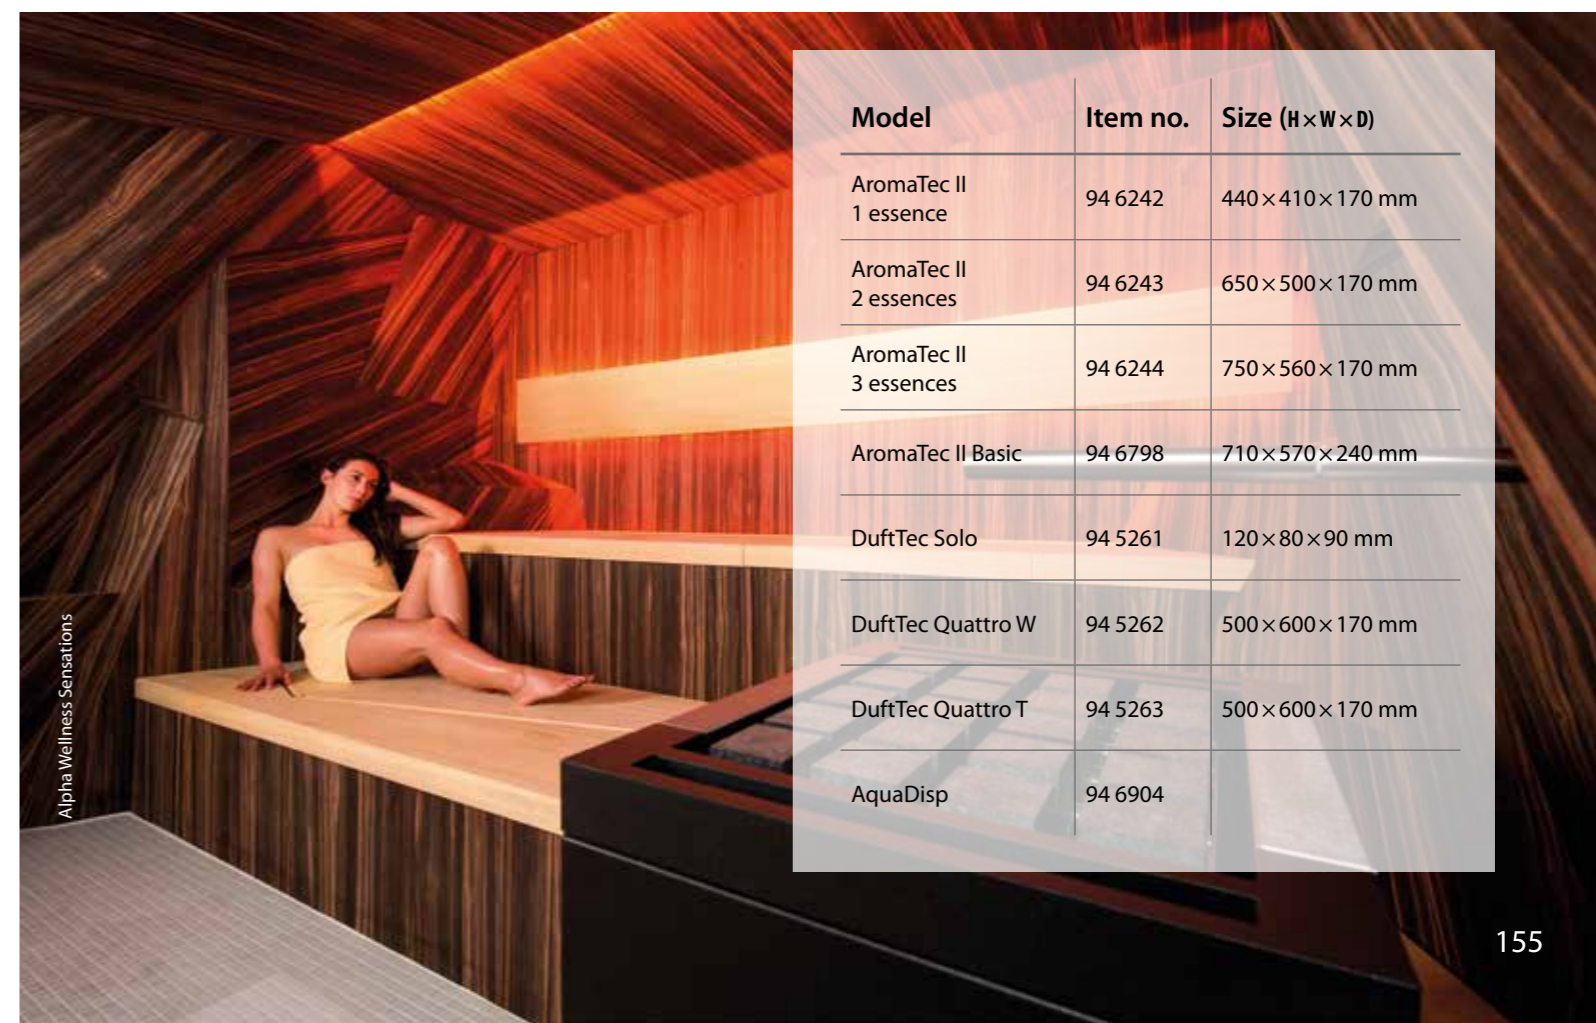 Model Item no. Size (H×W×D)
AromaTec II
1 essence
94 6242 440×410×170 mm
AromaTec II
2 essences
94 6243 650×500×170 mm
AromaTec II
3 essences
94 6244 750×560×170 mm
AromaTec II Basic 94 6798 710×570×240 mm
DuftTec Solo 94 5261 120×80×90 mm
DuftTec Quattro W 94 5262 500×600×170 mm
DuftTec Quattro T 94 5263 500×600×170 mm
AquaDisp 94 6904
Alpha Wellness Sensations
155